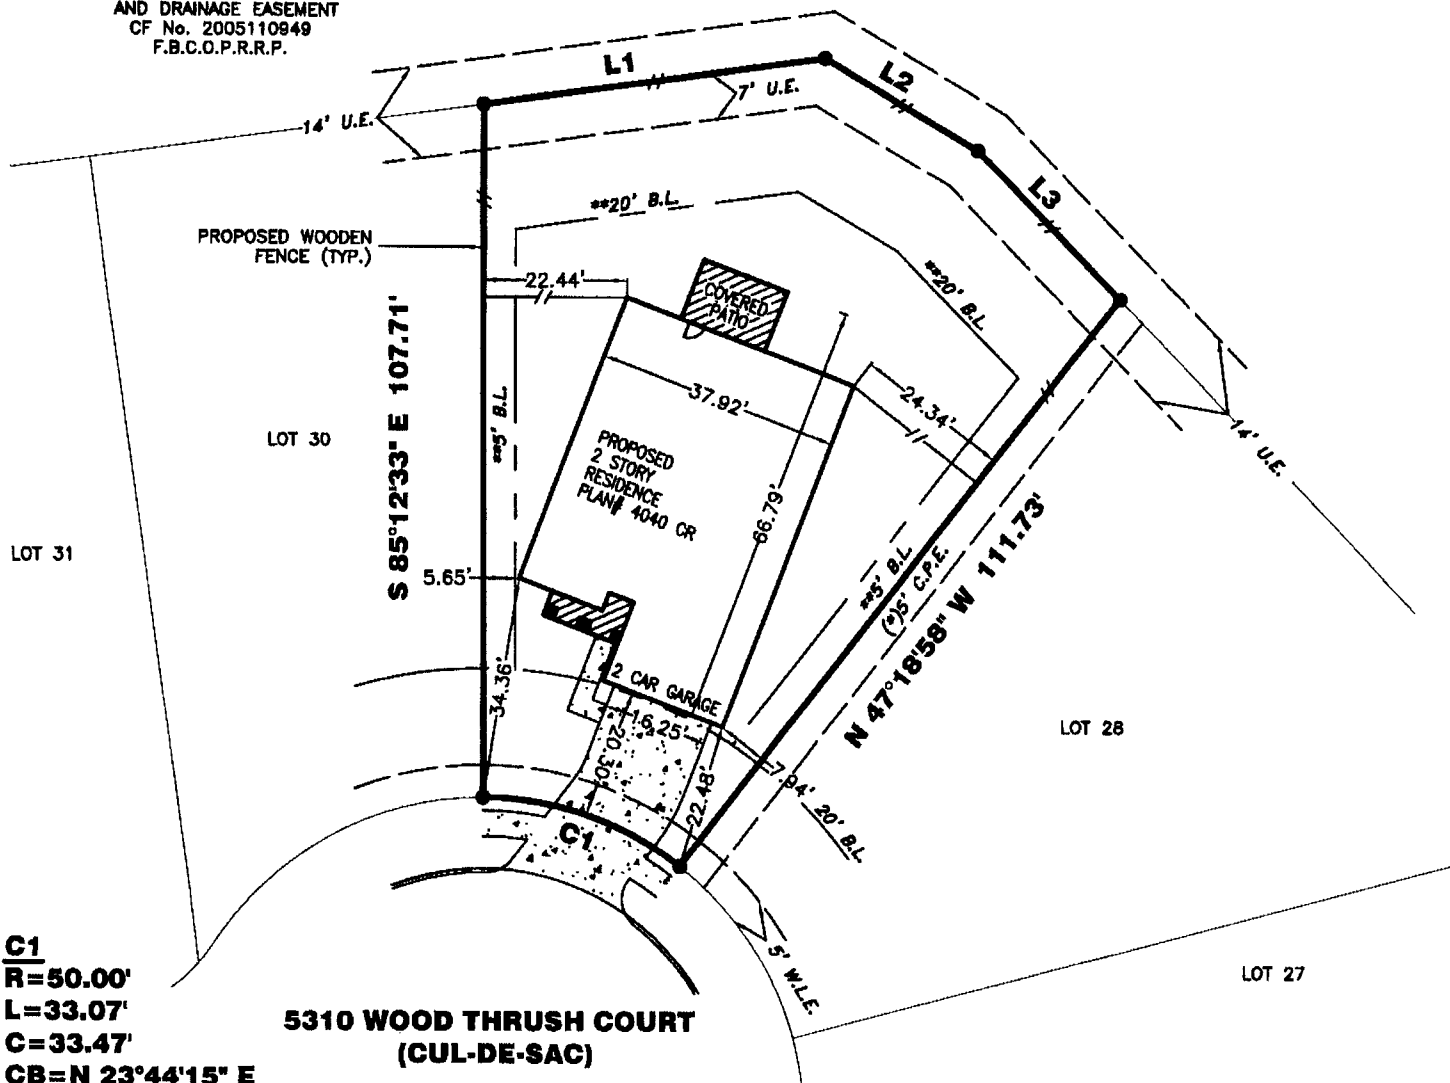 AND DRAINAGE EASEMENT
CF No. 2005110949
F.B.C.O.P.R.R.P.
L1
L2
L3
7' U.E.
14' U.E.
**20' B.L.
PROPOSED WOODEN
FENCE (TYP.)
22.44'
COVERED
PATIO
**20' B.L.
S 85°12'33" E 107.71'
**5' B.L.
37.92'
24.34'
14' U.E.
LOT 30
PROPOSED
2 STORY
RESIDENCE
PLAN# 4040 CR
66.79'
LOT 31
5.65'
**5' B.L.
(*)5' C.P.E.
N 47°18'58" W 111.73'
34.36'
2 CAR GARAGE
16.25'
20.30'
22.48'
7.94'
20' B.L.
LOT 28
C1
5' W.L.E.
LOT 27
C1
R=50.00'
L=33.07'
C=33.47'
CB=N 23°44'15" E
5310 WOOD THRUSH COURT
(CUL-DE-SAC)